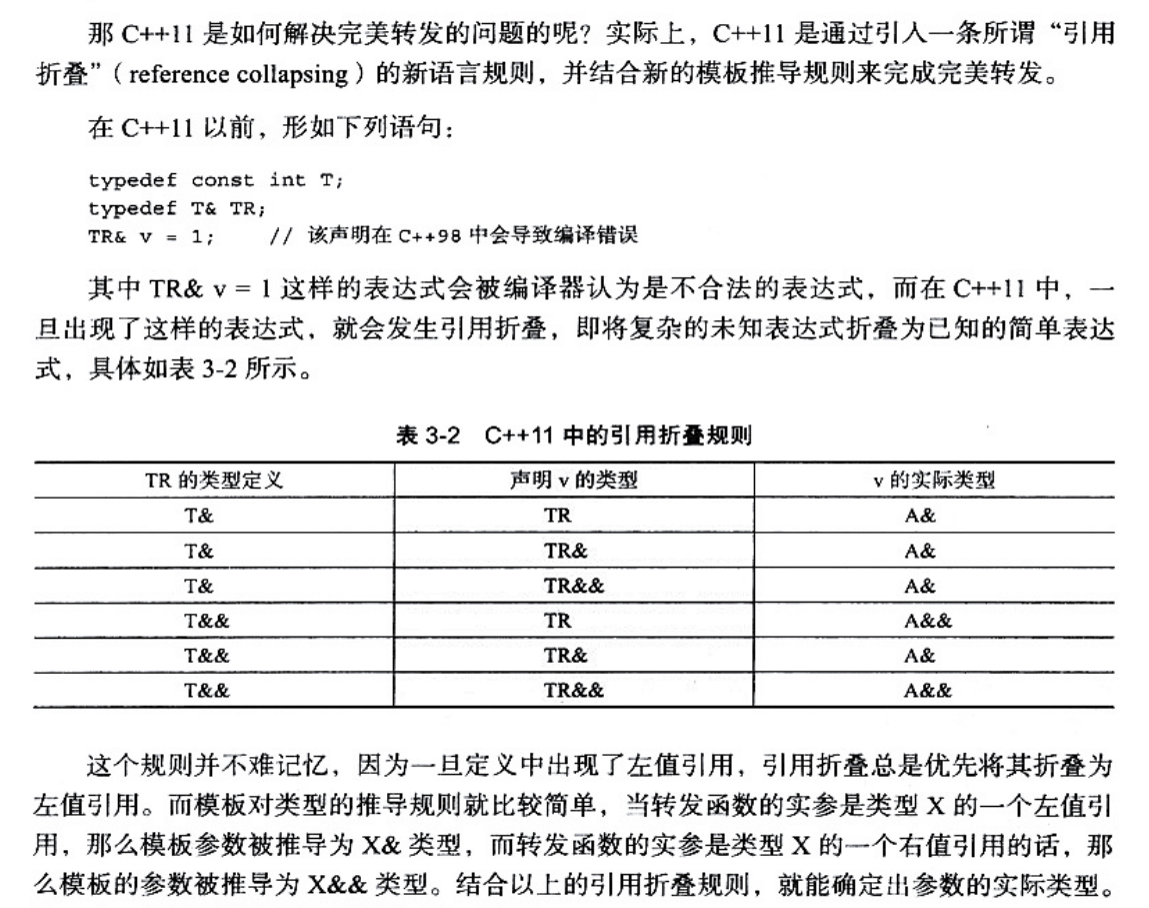 那 C++11 是如何解决完美转发的问题的呢？实际上，C++11 是通过引入一条所谓“引用
折叠”（reference collapsing）的新语言规则，并结合新的模板推导规则来完成完美转发。
在 C++11 以前，形如下列语句：
typedef const int T;
typedef T& TR;
TR& v = 1;    // 该声明在 C++98 中会导致编译错误
其中 TR& v = 1 这样的表达式会被编译器认为是不合法的表达式，而在 C++11 中，一
旦出现了这样的表达式，就会发生引用折叠，即将复杂的未知表达式折叠为已知的简单表达
式，具体如表 3-2 所示。
表 3-2 C++11 中的引用折叠规则
TR 的类型定义 声明 v 的类型 v 的实际类型
T& TR A&
T& TR& A&
T& TR&& A&
T&& TR A&&
T&& TR& A&
T&& TR&& A&&
这个规则并不难记忆，因为一旦定义中出现了左值引用，引用折叠总是优先将其折叠为
左值引用。而模板对类型的推导规则就比较简单，当转发函数的实参是类型 X 的一个左值引
用，那么模板参数被推导为 X& 类型，而转发函数的实参是类型 X 的一个右值引用的话，那
么模板的参数被推导为 X&& 类型。结合以上的引用折叠规则，就能确定出参数的实际类型。